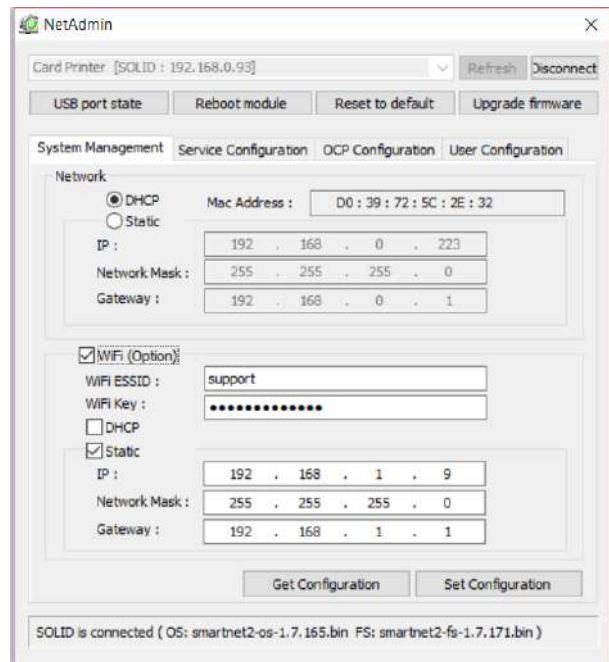 NetAdmin
Card Printer [SOLID : 192.168.0.93] Refresh Disconnect
USB port state Reboot module Reset to default Upgrade firmware
System Management Service Configuration OCP Configuration User Configuration
Network
DHCP Mac Address : D0 : 39 : 72 : 5C : 2E : 32
Static
IP : 192 . 168 . 0 . 223
Network Mask : 255 . 255 . 255 . 0
Gateway : 192 . 168 . 0 . 1
WiFi (Option)
WiFi ESSID : support
WiFi Key : •••••••••••••
DHCP
Static
IP : 192 . 168 . 1 . 9
Network Mask : 255 . 255 . 255 . 0
Gateway : 192 . 168 . 1 . 1
Get Configuration Set Configuration
SOLID is connected ( OS: smartnet2-os-1.7.165.bin FS: smartnet2-fs-1.7.171.bin )